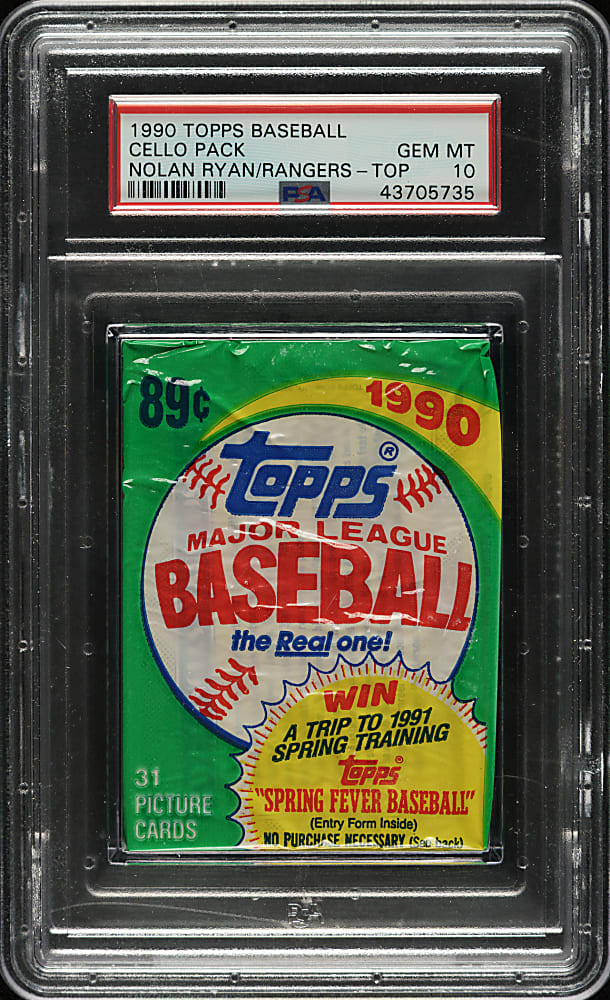 1990 TOPPS BASEBALL
CELLO PACK GEM MT
NOLAN RYAN/RANGERS-TOP 10
PSA 43705735
89¢
1990
Topps®
MAJOR LEAGUE
BASEBALL
the Real one!
WIN
A TRIP TO 1991
SPRING TRAINING
Topps®
"SPRING FEVER BASEBALL"
(Entry Form Inside)
NO PURCHASE NECESSARY (See back)
31
PICTURE
CARDS
PSA